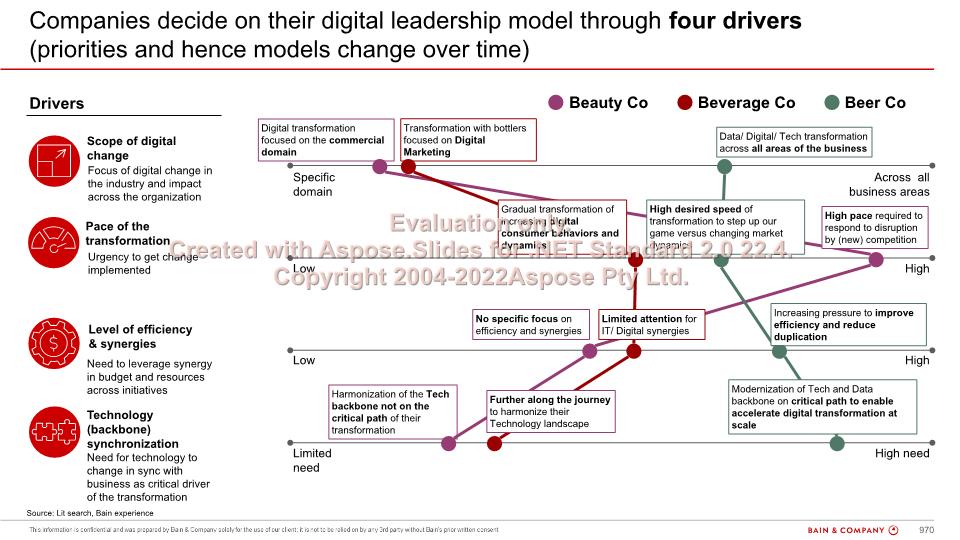 Companies decide on their digital leadership model through four drivers
(priorities and hence models change over time)
Drivers
Beauty Co
Beverage Co
Beer Co
Scope of digital
change
Focus of digital change in
the industry and impact
across the organization
Digital transformation
focused on the commercial
domain
Transformation with bottlers
focused on Digital
Marketing
Data/ Digital/ Tech transformation
across all areas of the business
Specific
domain
Across all
business areas
Pace of the
transformation
Urgency to get change
implemented
Gradual transformation of
increasing digital
consumer behaviors and
dynamics
High desired speed of
transformation to step up our
game versus changing market
dynamics
High pace required to
respond to disruption
by (new) competition
Low
High
Evaluation only.
Created with Aspose.Slides for .NET Standard 2.0 22.4.
Copyright 2004-2022Aspose Pty Ltd.
Level of efficiency
& synergies
Need to leverage synergy
in budget and resources
across initiatives
No specific focus on
efficiency and synergies
Limited attention for
IT/ Digital synergies
Increasing pressure to improve
efficiency and reduce
duplication
Low
High
Technology
(backbone)
synchronization
Need for technology to
change in sync with
business as critical driver
of the transformation
Harmonization of the Tech
backbone not on the
critical path of their
transformation
Further along the journey
to harmonize their
Technology landscape
Modernization of Tech and Data
backbone on critical path to enable
accelerate digital transformation at
scale
Limited
need
High need
Source: Lit search, Bain experience
This information is confidential and was prepared by Bain & Company solely for the use of our client; it is not to be relied on by any 3rd party without Bain's prior written consent
BAIN & COMPANY
970